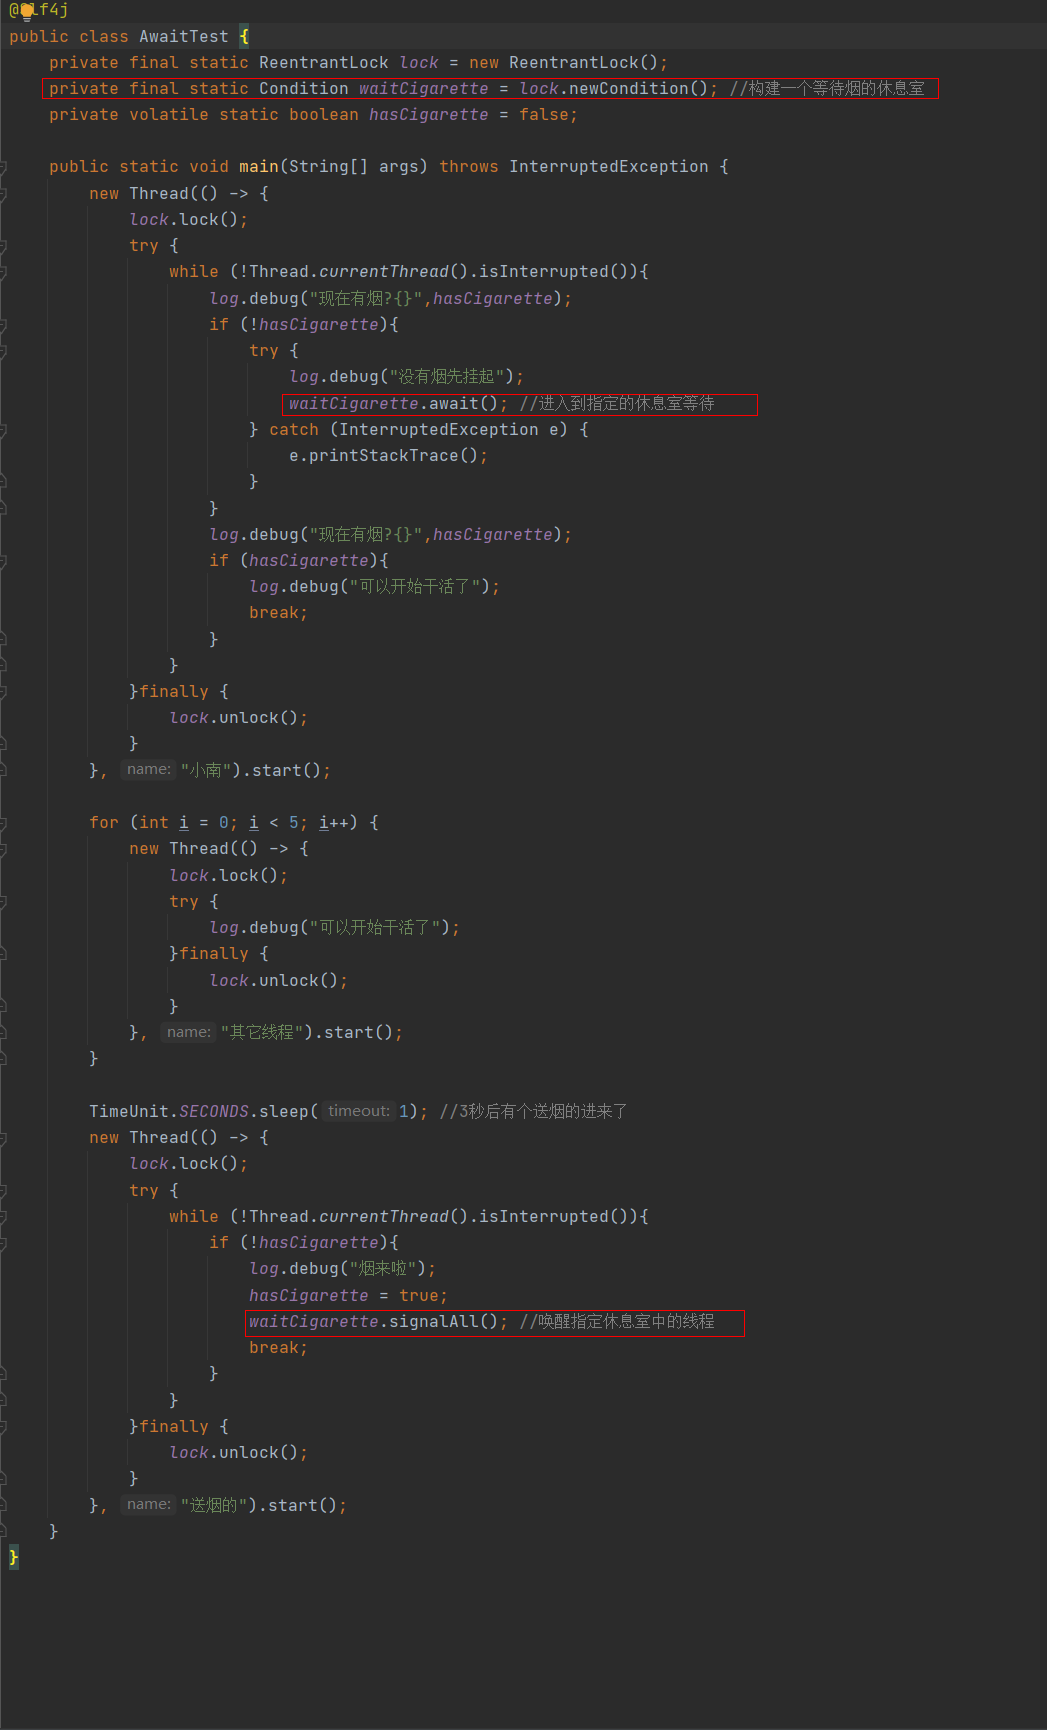 @Slf4j
public class AwaitTest {
private final static ReentrantLock lock = new ReentrantLock();
private final static Condition waitCigarette = lock.newCondition(); //构建一个等待烟的休息室
private volatile static boolean hasCigarette = false;
public static void main(String[] args) throws InterruptedException {
new Thread(() -> {
lock.lock();
try {
while (!Thread.currentThread().isInterrupted()){
log.debug("现在有烟?{}",hasCigarette);
if (!hasCigarette){
try {
log.debug("没有烟先挂起");
waitCigarette.await(); //进入到指定的休息室等待
} catch (InterruptedException e) {
e.printStackTrace();
}
}
log.debug("现在有烟?{}",hasCigarette);
if (hasCigarette){
log.debug("可以开始干活了");
break;
}
}
}finally {
lock.unlock();
}
}, name: "小南").start();
for (int i = 0; i < 5; i++) {
new Thread(() -> {
lock.lock();
try {
log.debug("可以开始干活了");
}finally {
lock.unlock();
}
}, name: "其它线程").start();
}
TimeUnit.SECONDS.sleep( timeout: 1); //3秒后有个送烟的进来了
new Thread(() -> {
lock.lock();
try {
while (!Thread.currentThread().isInterrupted()){
if (!hasCigarette){
log.debug("烟来啦");
hasCigarette = true;
waitCigarette.signalAll(); //唤醒指定休息室中的线程
break;
}
}
}finally {
lock.unlock();
}
}, name: "送烟的").start();
}
}